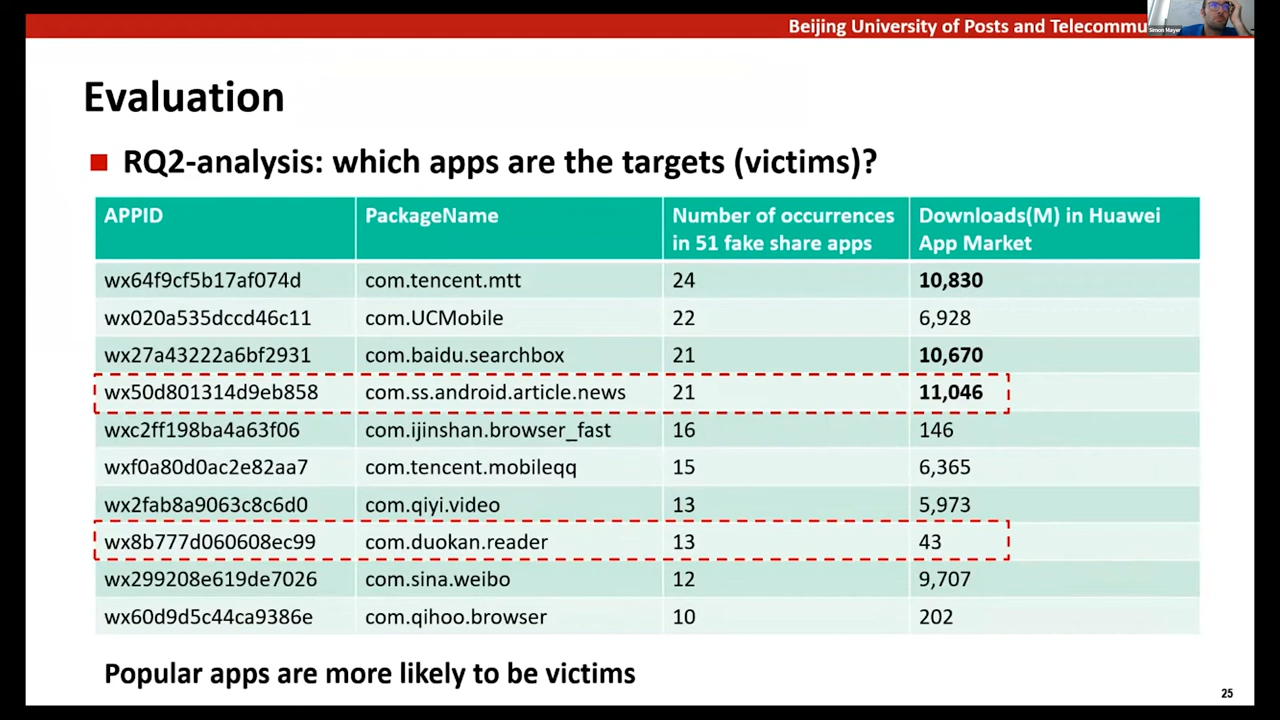 Beijing University of Posts and Telecommu
Simon Mayer
Evaluation
RQ2-analysis: which apps are the targets (victims)?
APPID PackageName Number of occurrences in 51 fake share apps Downloads(M) in Huawei App Market
wx64f9cf5b17af074d com.tencent.mtt 24 10,830
wx020a535dccd46c11 com.UCMobile 22 6,928
wx27a43222a6bf2931 com.baidu.searchbox 21 10,670
wx50d801314d9eb858 com.ss.android.article.news 21 11,046
wxc2ff198ba4a63f06 com.ijinshan.browser_fast 16 146
wxf0a80d0ac2e82aa7 com.tencent.mobileqq 15 6,365
wx2fab8a9063c8c6d0 com.qiyi.video 13 5,973
wx8b777d060608ec99 com.duokan.reader 13 43
wx299208e619de7026 com.sina.weibo 12 9,707
wx60d9d5c44ca9386e com.qihoo.browser 10 202
Popular apps are more likely to be victims
25